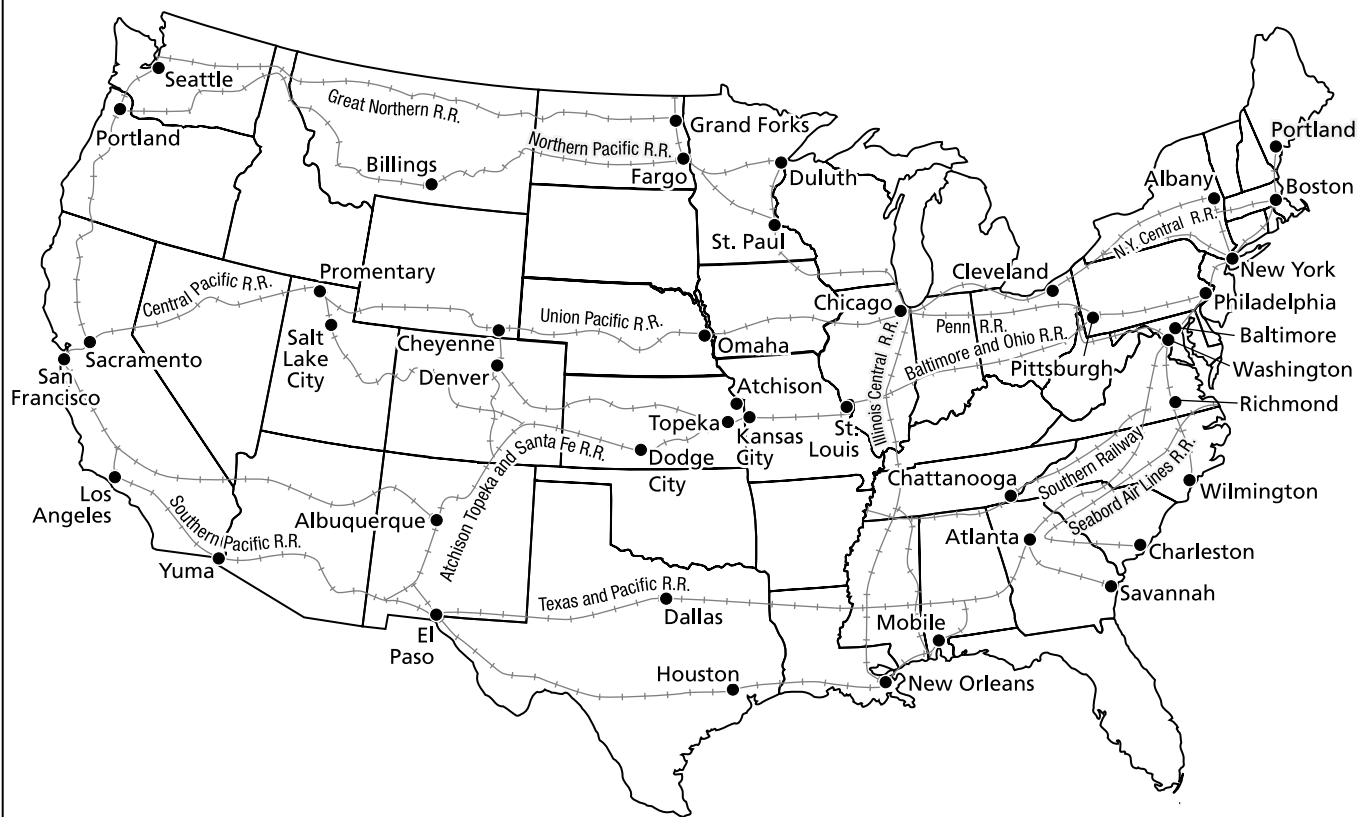 Seattle
Great Northern R.R.
Grand Forks
Portland
Portland
Northern Pacific R.R.
Billings
Fargo
Duluth
Albany
Boston
N.Y. Central R.R.
St. Paul
Promentary
Cleveland
New York
Central Pacific R.R.
Chicago
Philadelphia
Union Pacific R.R.
Penn R.R.
Baltimore
Salt
Lake
City
Cheyenne
Omaha
Baltimore and Ohio R.R.
Sacramento
Denver
Pittsburgh
Washington
San
Francisco
Atchison
Illinois Central R.R.
Richmond
Topeka
Kansas
City
St.
Louis
Atchison Topeka and Santa Fe R.R.
Dodge
City
Chattanooga
Southern Railway
Seabord Air Lines R.R.
Los
Angeles
Wilmington
Southern Pacific R.R.
Albuquerque
Atlanta
Charleston
Yuma
Texas and Pacific R.R.
Dallas
Savannah
El
Paso
Mobile
Houston
New Orleans